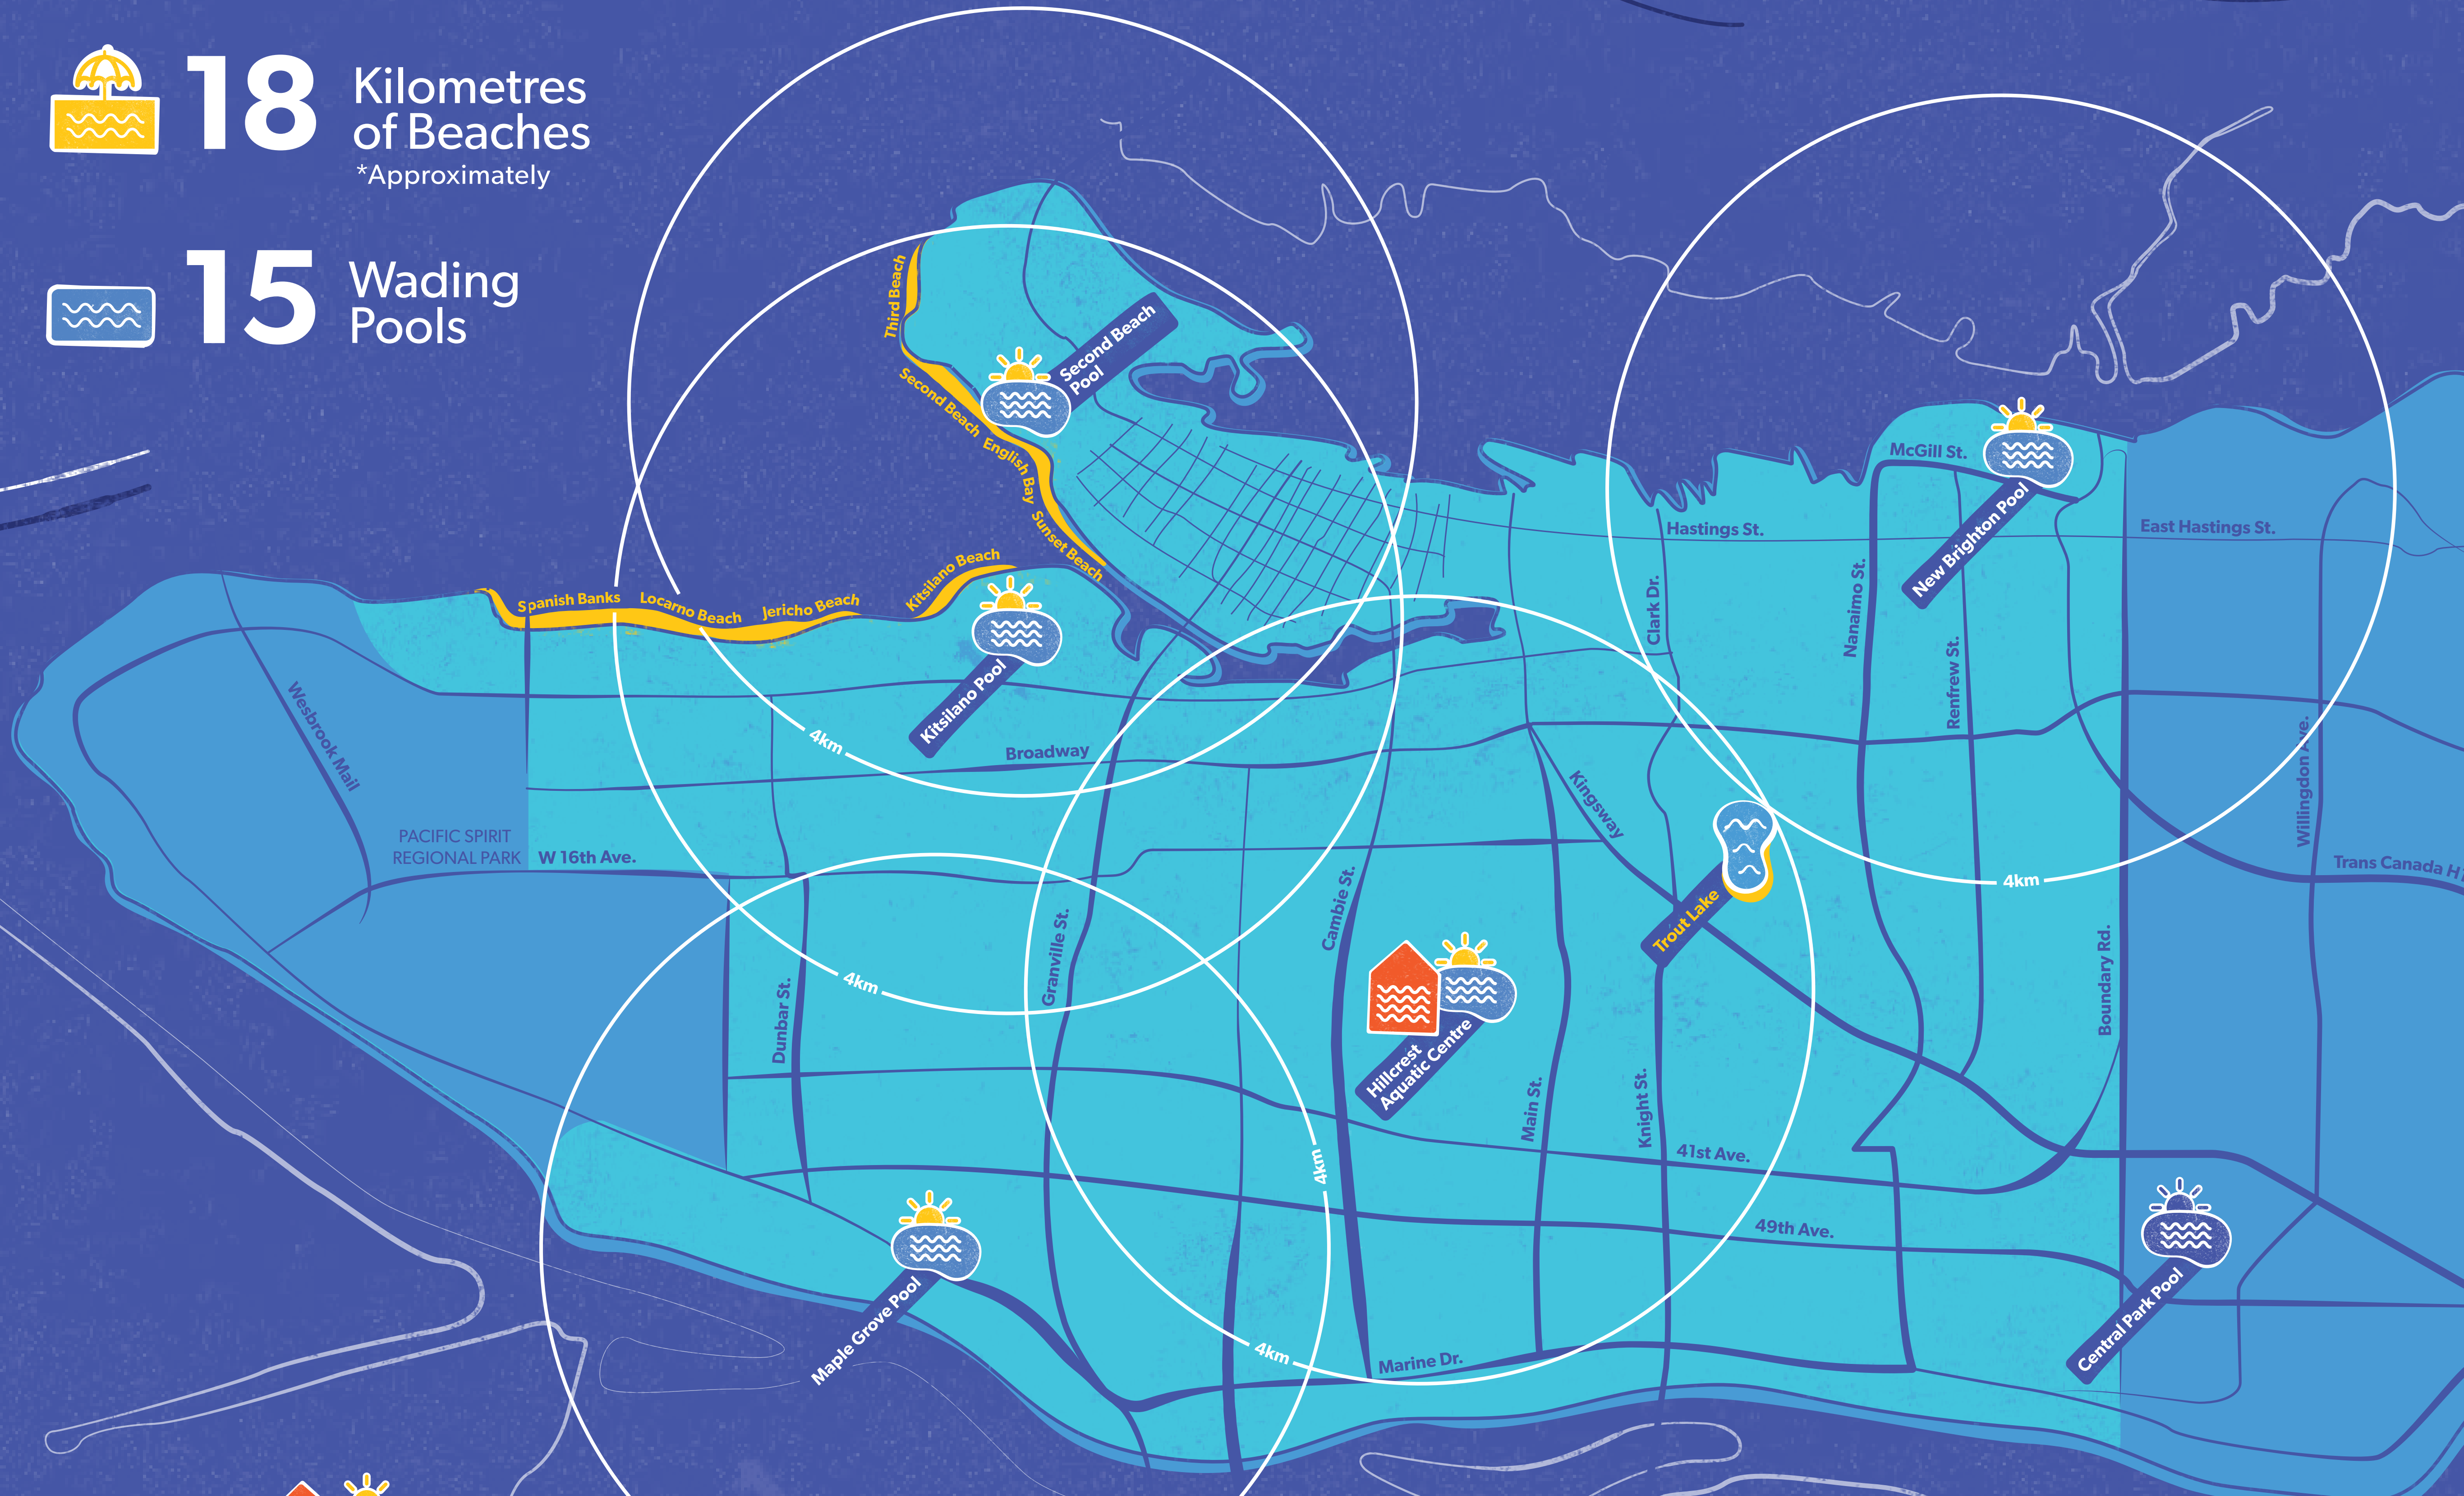 18 Kilometres
of Beaches
*Approximately
15 Wading
Pools
Third Beach
Second Beach
Pool
Second Beach
English Bay
Sunset Beach
Kitsilano Beach
Spanish Banks
Locarno Beach
Jericho Beach
Kitsilano Pool
McGill St.
New Brighton Pool
Hastings St.
East Hastings St.
Clark Dr.
Nanaimo St.
Renfrew St.
Wesbrook Mail
4km
Broadway
Kingsway
Willingdon Ave.
PACIFIC SPIRIT
REGIONAL PARK
W 16th Ave.
Trans Canada H
4km
Trout Lake
Cambie St.
Granville St.
4km
Dunbar St.
Boundary Rd.
Hillcrest
Aquatic Centre
Main St.
Knight St.
4km
41st Ave.
49th Ave.
Maple Grove Pool
Central Park Pool
4km
Marine Dr.